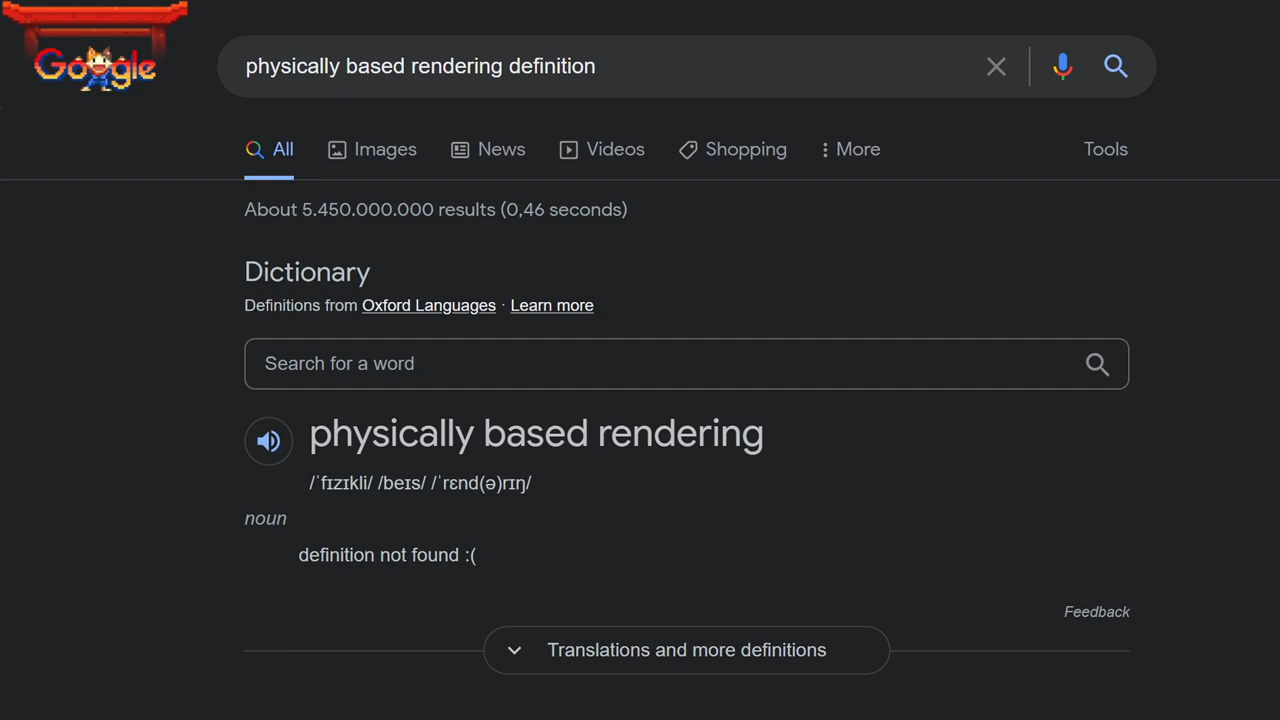 Google
physically based rendering definition
All Images News Videos Shopping More Tools
About 5.450.000.000 results (0,46 seconds)
Dictionary
Definitions from Oxford Languages · Learn more
Search for a word
physically based rendering
/ˈfɪzɪkli/ /beɪs/ /ˈrɛnd(ə)rɪŋ/
noun
definition not found :(
Feedback
Translations and more definitions